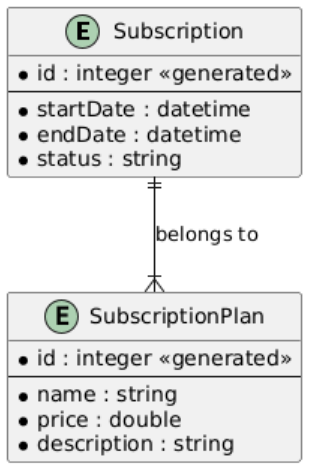 E Subscription
• id : integer «generated»
• startDate : datetime
• endDate : datetime
• status : string
belongs to
E SubscriptionPlan
• id : integer «generated»
• name : string
• price : double
• description : string